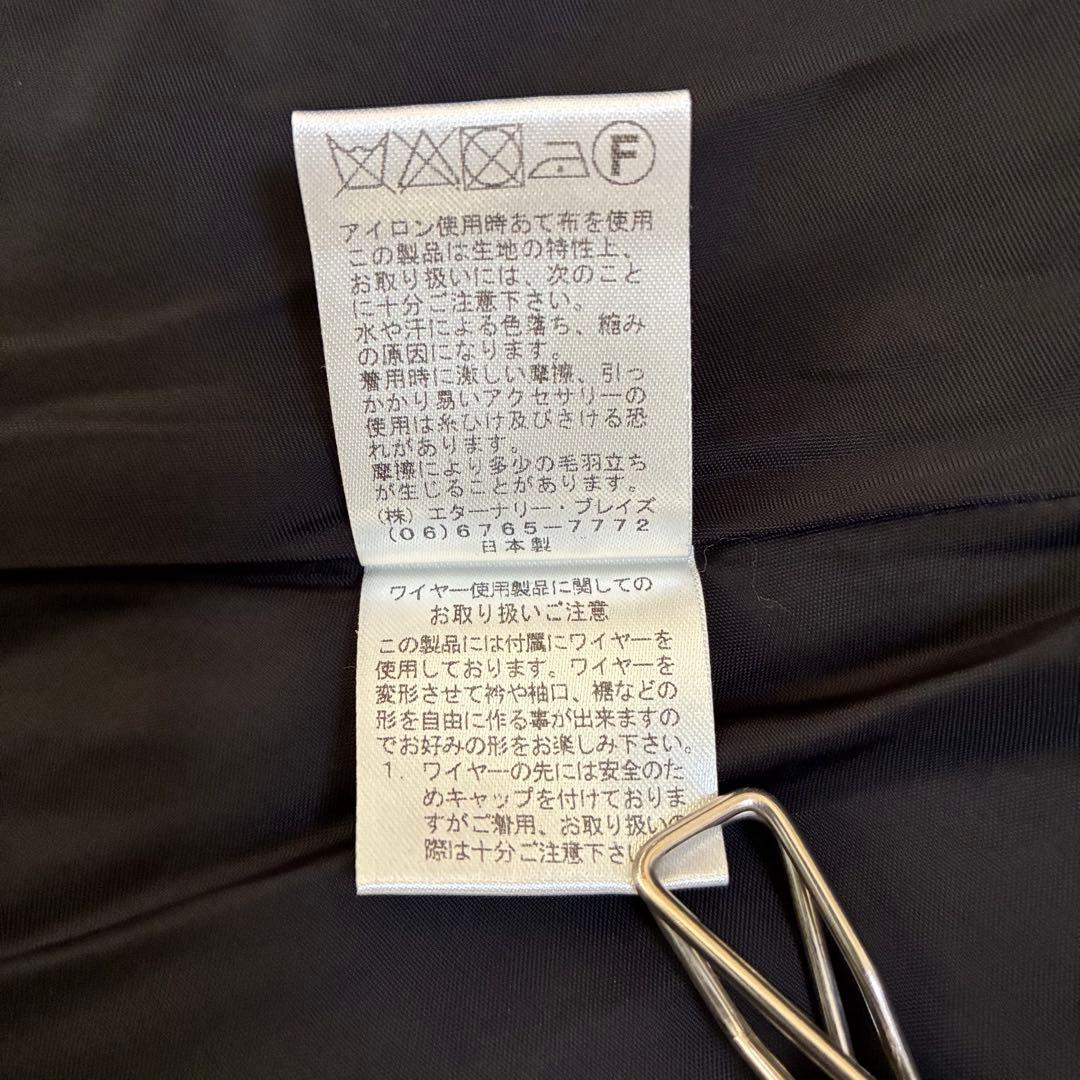 F
アイロン使用時あて布を使用
この製品は生地の特性上、
お取り扱いには、次のこと
に十分ご注意下さい。
水や汗による色落ち、縮み
の原因になります。
着用時に激しい摩擦、引っ
かかり易いアクセサリーの
使用は糸ひけ及びさける恐
れがあります。
摩擦により多少の毛羽立ち
が生じることがあります。
(株)エターナリー・ブレイズ
(06)6765-7772
日本製
ワイヤー使用製品に関しての
お取り扱いご注意
この製品には付属にワイヤーを
使用しております。ワイヤーを
変形させて衿や袖口、裾などの
形を自由に作る事が出来ますの
でお好みの形をお楽しみ下さい。
1. ワイヤーの先には安全のた
めキャップを付けておりま
すがご着用、お取り扱いの
際は十分ご注意下さい